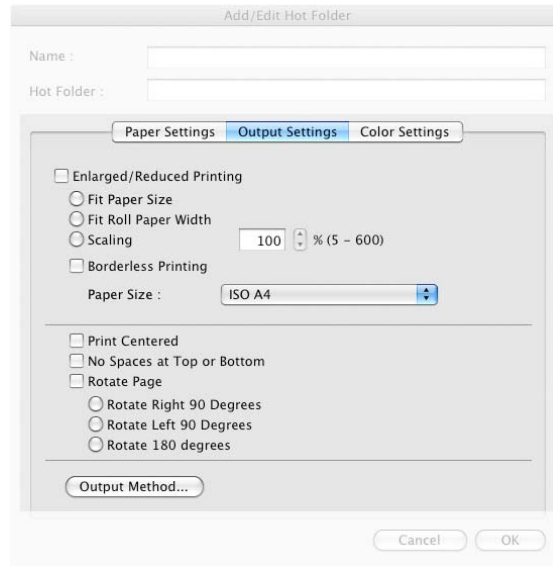 Add/Edit Hot Folder
Name :
Hot Folder :
Paper Settings Output Settings Color Settings
Enlarged/Reduced Printing
Fit Paper Size
Fit Roll Paper Width
Scaling 100 % (5 – 600)
Borderless Printing
Paper Size : ISO A4
Print Centered
No Spaces at Top or Bottom
Rotate Page
Rotate Right 90 Degrees
Rotate Left 90 Degrees
Rotate 180 degrees
Output Method...
Cancel OK